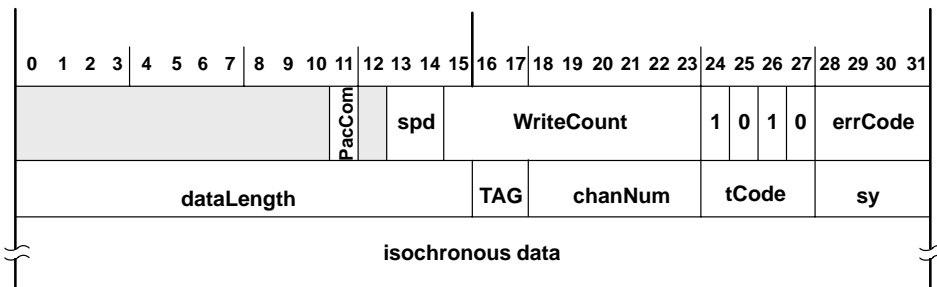 0 1 2 3 4 5 6 7 8 9 10 11 12 13 14 15 16 17 18 19 20 21 22 23 24 25 26 27 28 29 30 31
PacCom spd WriteCount 1 0 1 0 errCode
dataLength TAG chanNum tCode sy
isochronous data